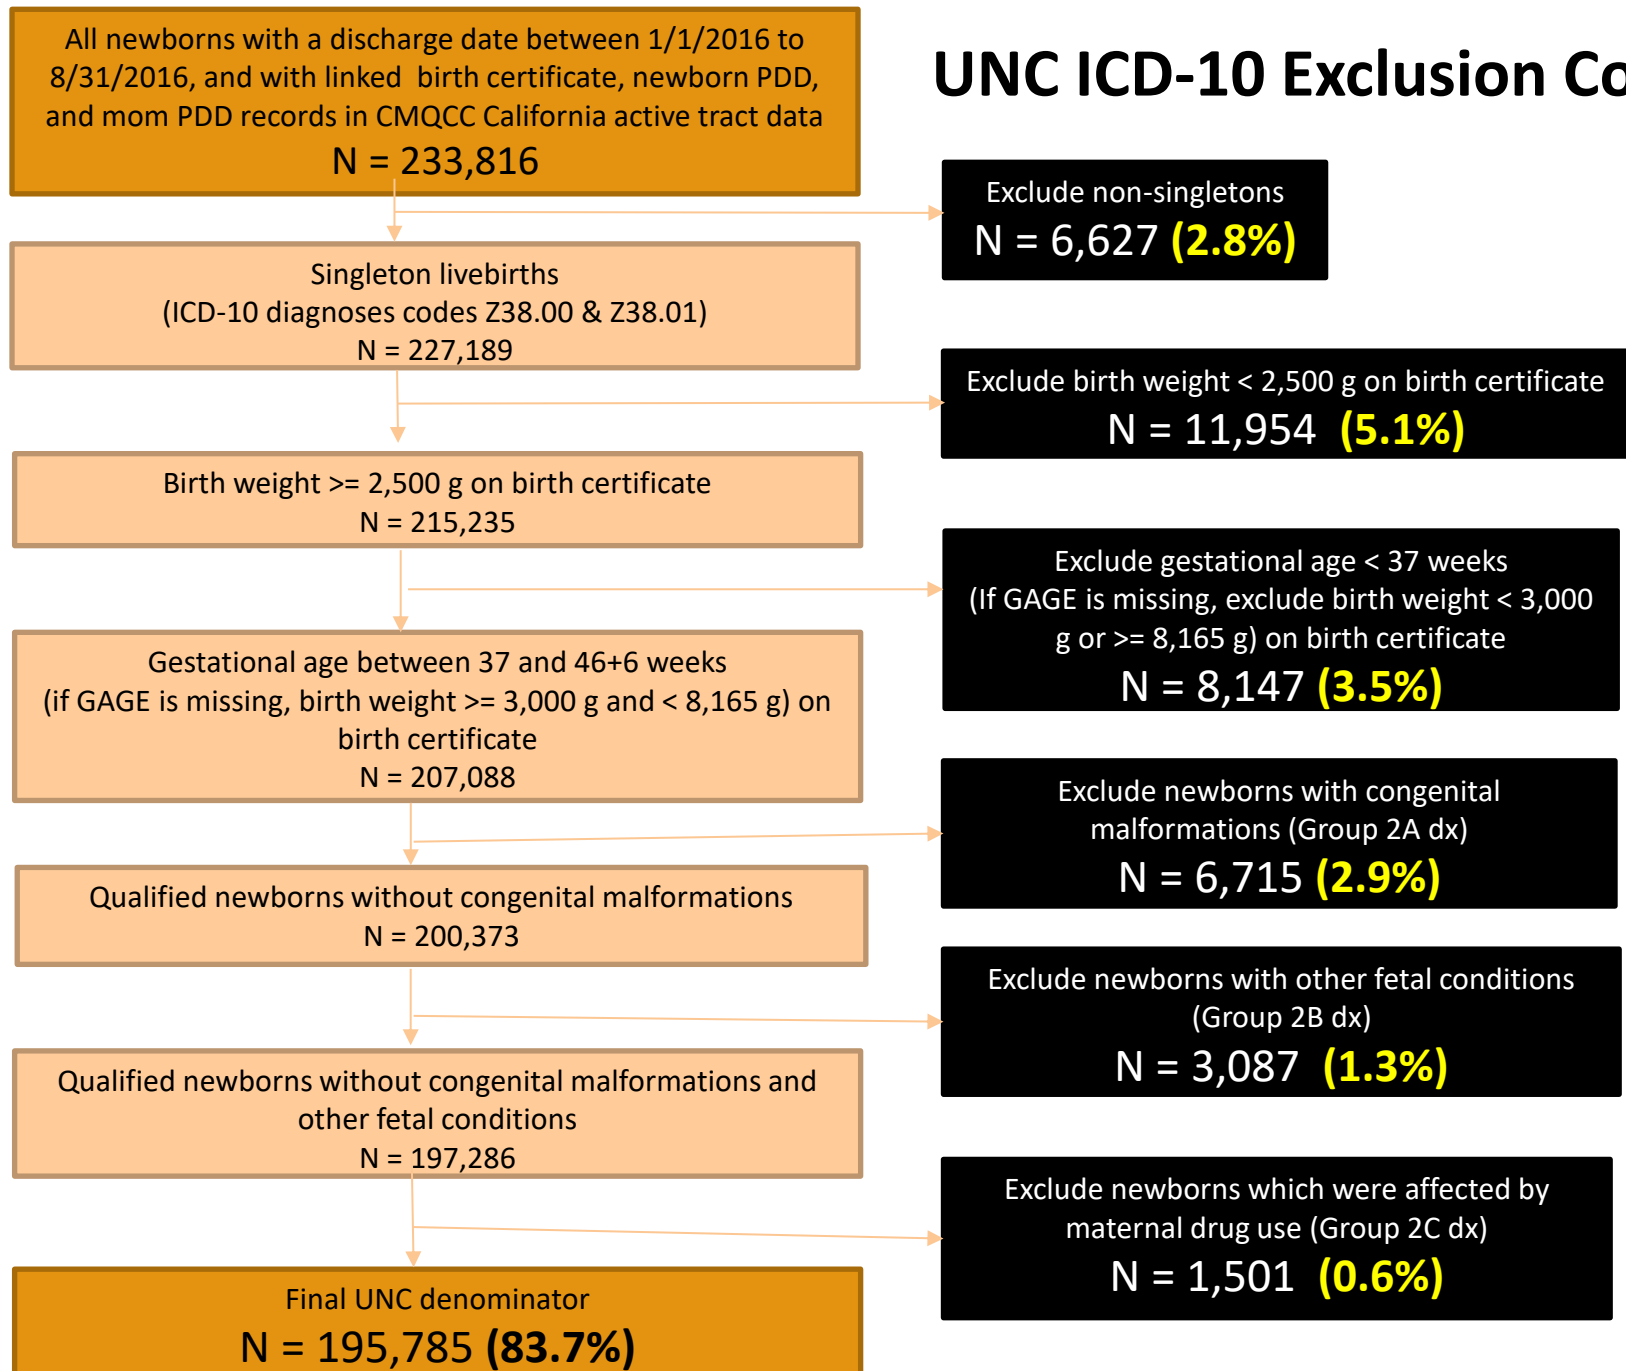 All newborns with a discharge date between 1/1/2016 to
8/31/2016, and with linked  birth certificate, newborn PDD,
and mom PDD records in CMQCC California active tract data
N = 233,816
UNC ICD-10 Exclusion Co
Exclude non-singletons
N = 6,627 (2.8%)
Singleton livebirths
(ICD-10 diagnoses codes Z38.00 & Z38.01)
N = 227,189
Exclude birth weight < 2,500 g on birth certificate
N = 11,954 (5.1%)
Birth weight >= 2,500 g on birth certificate
N = 215,235
Exclude gestational age < 37 weeks
(If GAGE is missing, exclude birth weight < 3,000
g or >= 8,165 g) on birth certificate
N = 8,147 (3.5%)
Gestational age between 37 and 46+6 weeks
(if GAGE is missing, birth weight >= 3,000 g and < 8,165 g) on
birth certificate
N = 207,088
Exclude newborns with congenital
malformations (Group 2A dx)
N = 6,715 (2.9%)
Qualified newborns without congenital malformations
N = 200,373
Exclude newborns with other fetal conditions
(Group 2B dx)
N = 3,087 (1.3%)
Qualified newborns without congenital malformations and
other fetal conditions
N = 197,286
Exclude newborns which were affected by
maternal drug use (Group 2C dx)
N = 1,501 (0.6%)
Final UNC denominator
N = 195,785 (83.7%)